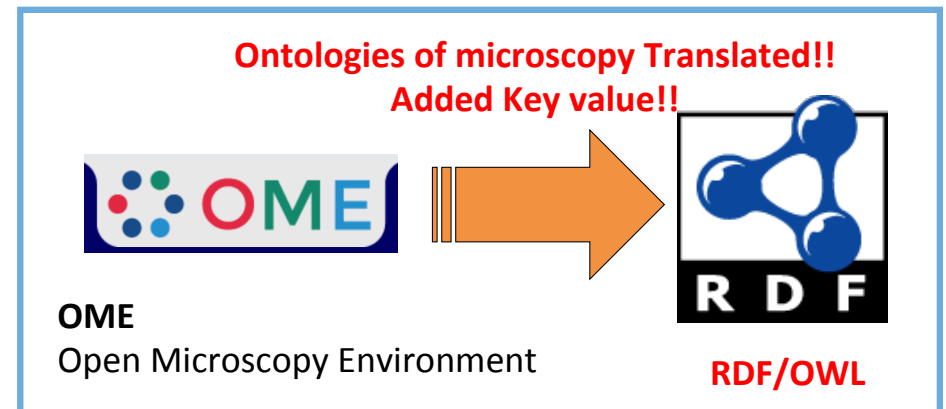 Ontologies of microscopy Translated!!
Added Key value!!
OME
RDF
OME
Open Microscopy Environment
RDF/OWL